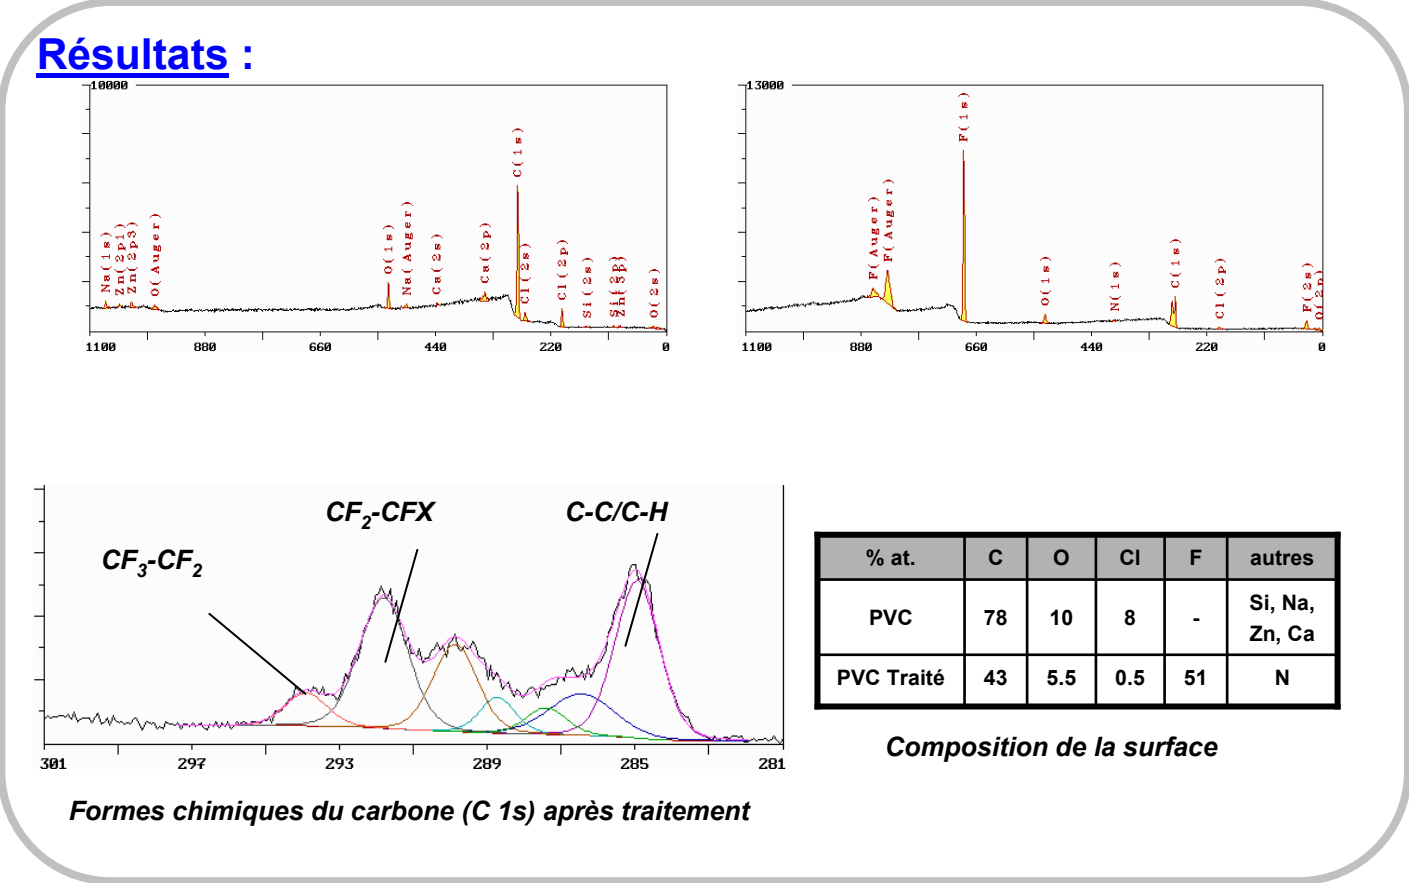 Résultats :
10000
Na(1s)
Zn(2p1)
Zn(2p3)
O(Auger)
O(1s)
Na(Auger)
Ca(2s)
Ca(2p)
C(1s)
Cl(2s)
Cl(2p)
Si(2s)
Si(2p)
Zn(3p)
O(2s)
1100 880 660 440 220 0
13000
F(Auger)
F(Auger)
F(1s)
O(1s)
N(1s)
C(1s)
Cl(2p)
F(2s)
O(2p)
1100 880 660 440 220 0
CF3-CF2
CF2-CFX
C-C/C-H
301 297 293 289 285 281
Formes chimiques du carbone (C 1s) après traitement
% at. C O Cl F autres
PVC 78 10 8 - Si, Na,
Zn, Ca
PVC Traité 43 5.5 0.5 51 N
Composition de la surface